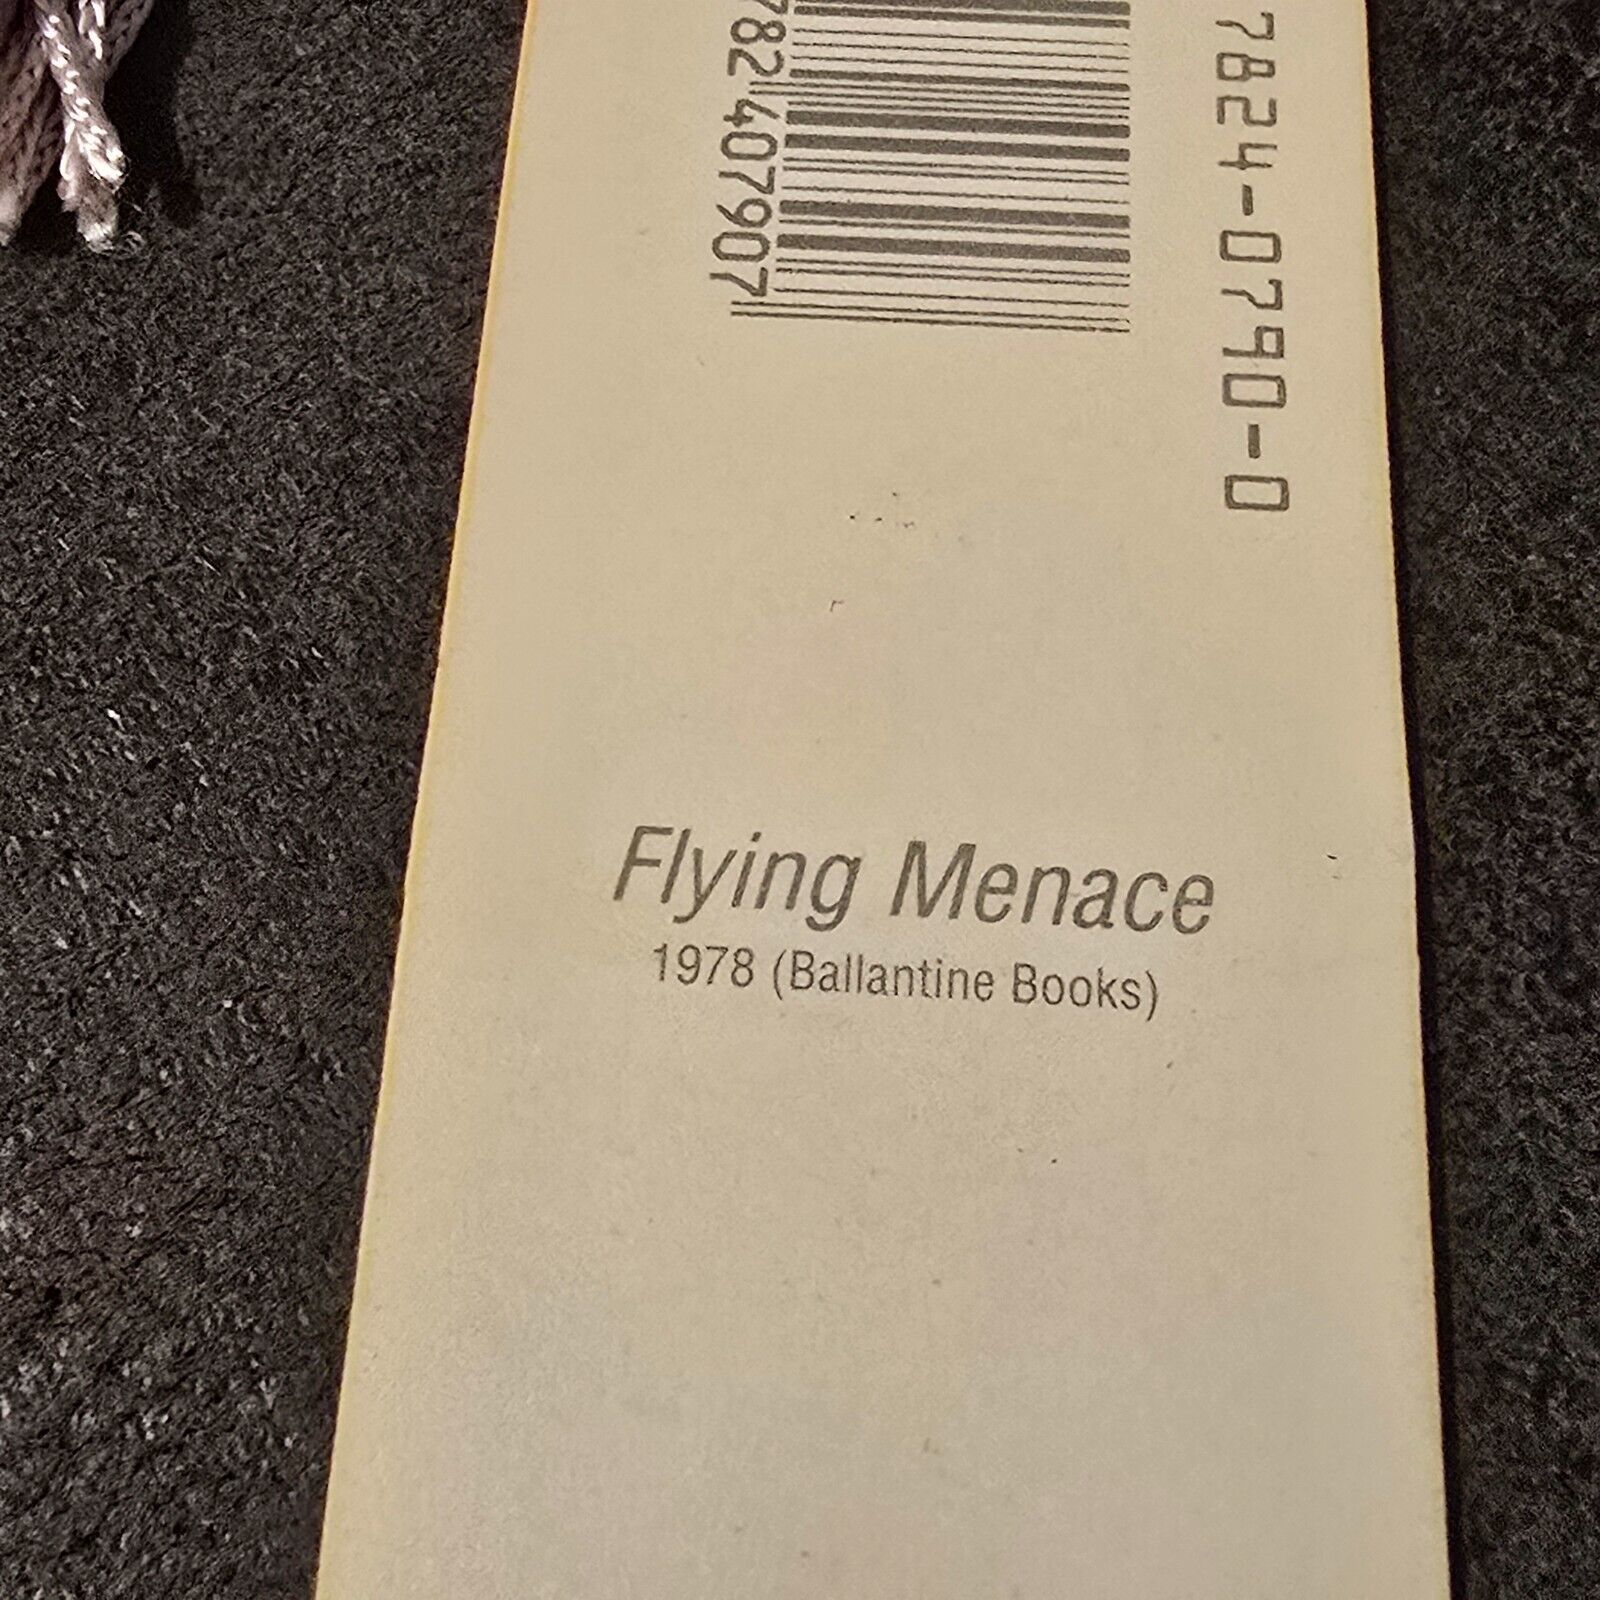 7824-0790-0
782407907
Flying Menace
1978 (Ballantine Books)